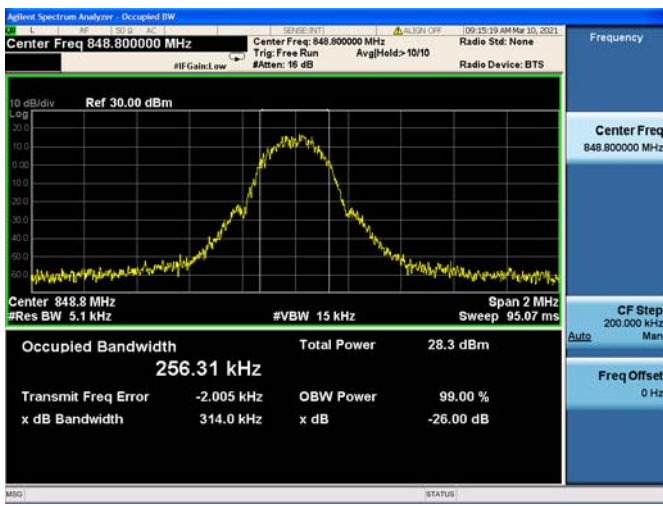 Agilent Spectrum Analyzer - Occupied BW
L RF 50 Ω AC SENSE:INT ALIGN OFF 09:15:19 AM Mar 10, 2021
Center Freq 848.800000 MHz Center Freq: 848.800000 MHz Radio Std: None
Trig: Free Run Avg|Hold:>10/10
#IFGain:Low #Atten: 16 dB Radio Device: BTS
Frequency
10 dB/div Ref 30.00 dBm
Log
20.0
10.0
0.00
10.0
20.0
30.0
40.0
50.0
60.0
Center Freq
848.800000 MHz
Center 848.8 MHz Span 2 MHz
#Res BW 5.1 kHz #VBW 15 kHz Sweep 95.07 ms
CF Step
200.000 kHz
Auto Man
Occupied Bandwidth Total Power 28.3 dBm
256.31 kHz
Transmit Freq Error -2.005 kHz OBW Power 99.00 %
x dB Bandwidth 314.0 kHz x dB -26.00 dB
Freq Offset
0 Hz
MSG STATUS